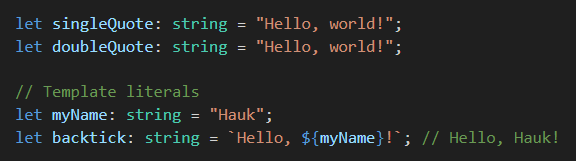 let singleQuote: string = "Hello, world!";
let doubleQuote: string = "Hello, world!";
// Template literals
let myName: string = "Hauk";
let backtick: string = `Hello, ${myName}!`; // Hello, Hauk!